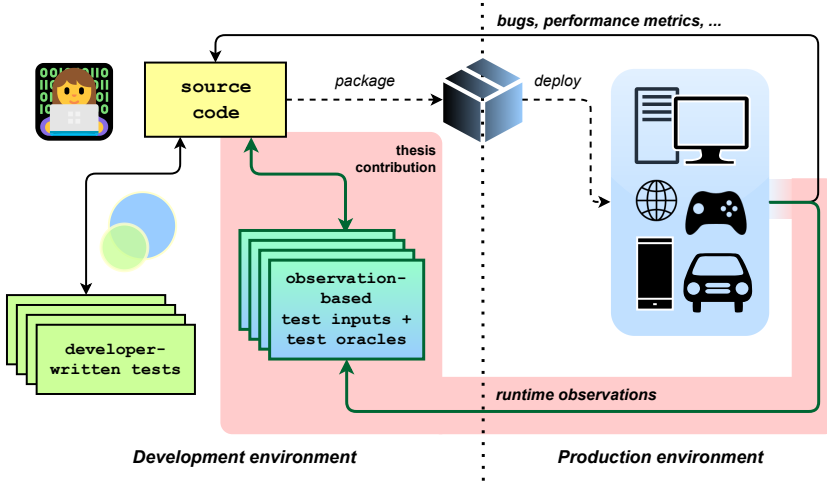 bugs, performance metrics, ...
source
code
package
deploy
thesis
contribution
observation-
based
test inputs +
test oracles
developer-
written tests
runtime observations
Development environment
Production environment